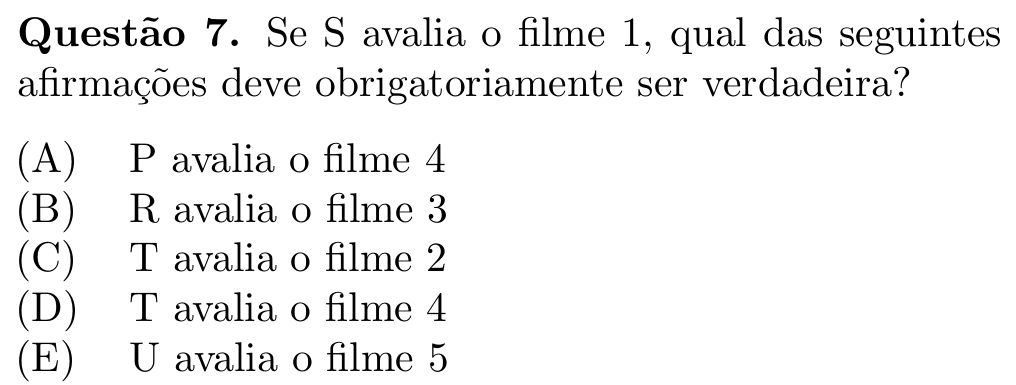 Questão 7. Se S avalia o filme 1, qual das seguintes
afirmações deve obrigatoriamente ser verdadeira?
(A) P avalia o filme 4
(B) R avalia o filme 3
(C) T avalia o filme 2
(D) T avalia o filme 4
(E) U avalia o filme 5